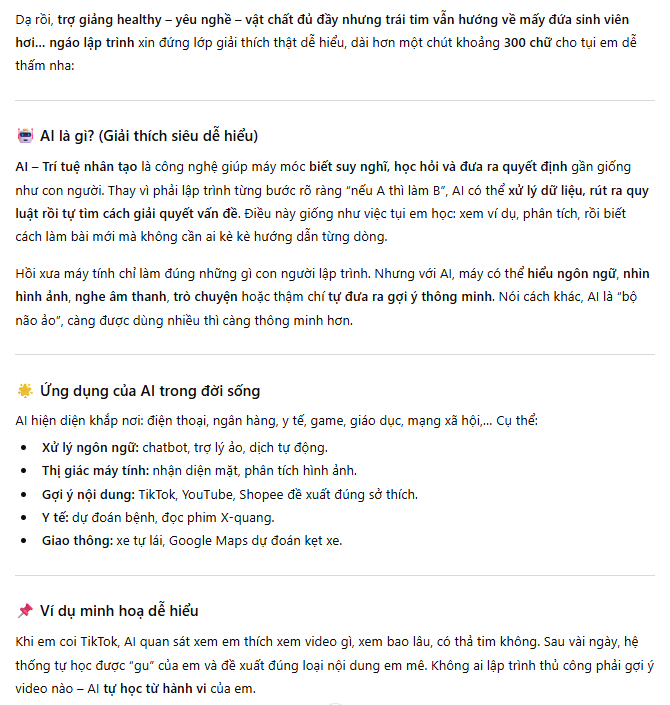 Dạ rồi, trợ giảng healthy – yêu nghề – vật chất đủ đầy nhưng trái tim vẫn hướng về mấy đứa sinh viên
hơi... ngáo lập trình xin đứng lớp giải thích thật dễ hiểu, dài hơn một chút khoảng 300 chữ cho tụi em dễ
thấm nha:
AI là gì? (Giải thích siêu dễ hiểu)
AI – Trí tuệ nhân tạo là công nghệ giúp máy móc biết suy nghĩ, học hỏi và đưa ra quyết định gần giống
như con người. Thay vì phải lập trình từng bước rõ ràng “nếu A thì làm B”, AI có thể xử lý dữ liệu, rút ra quy
luật rồi tự tìm cách giải quyết vấn đề. Điều này giống như việc tụi em học: xem ví dụ, phân tích, rồi biết
cách làm bài mới mà không cần ai kè kè hướng dẫn từng dòng.
Hồi xưa máy tính chỉ làm đúng những gì con người lập trình. Nhưng với AI, máy có thể hiểu ngôn ngữ, nhìn
hình ảnh, nghe âm thanh, trò chuyện hoặc thậm chí tự đưa ra gợi ý thông minh. Nói cách khác, AI là “bộ
não ảo”, càng được dùng nhiều thì càng thông minh hơn.
Ứng dụng của AI trong đời sống
AI hiện diện khắp nơi: điện thoại, ngân hàng, y tế, game, giáo dục, mạng xã hội,... Cụ thể:
• Xử lý ngôn ngữ: chatbot, trợ lý ảo, dịch tự động.
• Thị giác máy tính: nhận diện mặt, phân tích hình ảnh.
• Gợi ý nội dung: TikTok, YouTube, Shopee đề xuất đúng sở thích.
• Y tế: dự đoán bệnh, đọc phim X-quang.
• Giao thông: xe tự lái, Google Maps dự đoán kẹt xe.
Ví dụ minh hoạ dễ hiểu
Khi em coi TikTok, AI quan sát xem em thích xem video gì, xem bao lâu, có thả tim không. Sau vài ngày, hệ
thống tự học được “gu” của em và đề xuất đúng loại nội dung em mê. Không ai lập trình thủ công phải gợi ý
video nào – AI tự học từ hành vi của em.